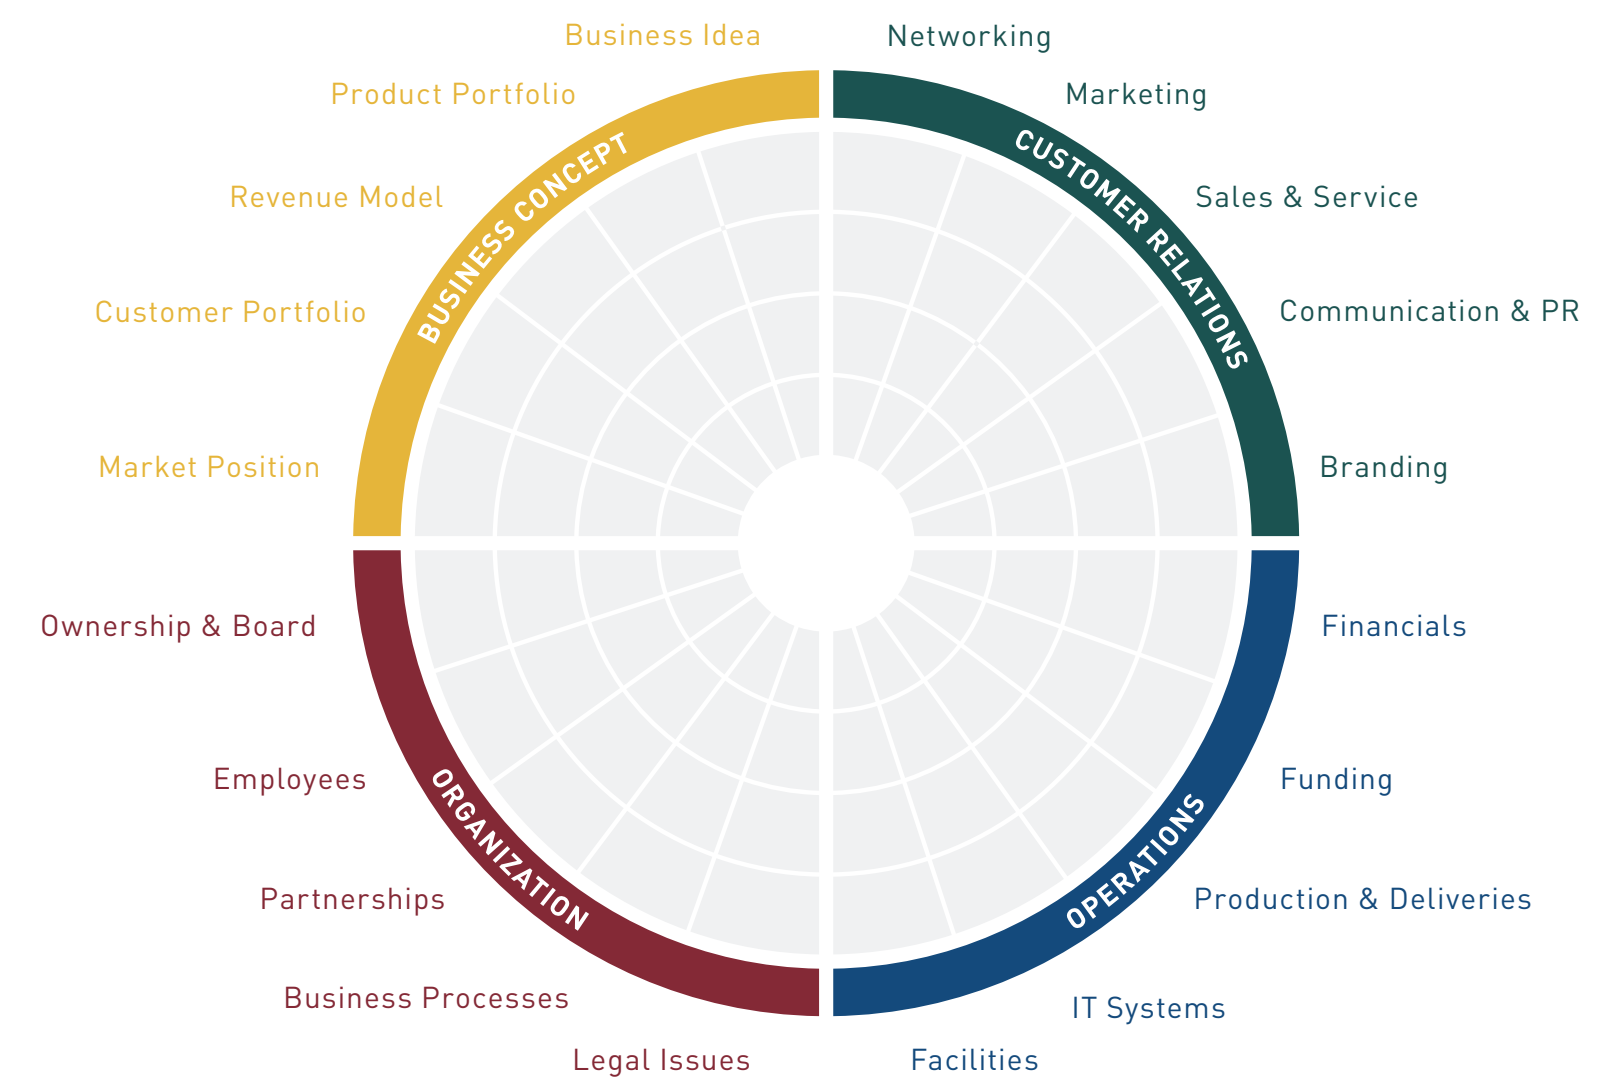 Business Idea
Product Portfolio
Revenue Model
Customer Portfolio
Market Position
BUSINESS CONCEPT
Networking
Marketing
Sales & Service
Communication & PR
Branding
CUSTOMER RELATIONS
Ownership & Board
Employees
Partnerships
Business Processes
Legal Issues
ORGANIZATION
Financials
Funding
Production & Deliveries
IT Systems
Facilities
OPERATIONS